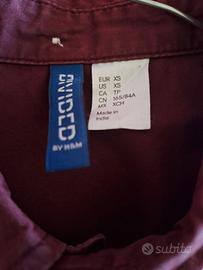 DIVIDED
BY H&M
EUR XS
US XS
CA TP
CN 165/84A
MX XCH
Made in
India
subito